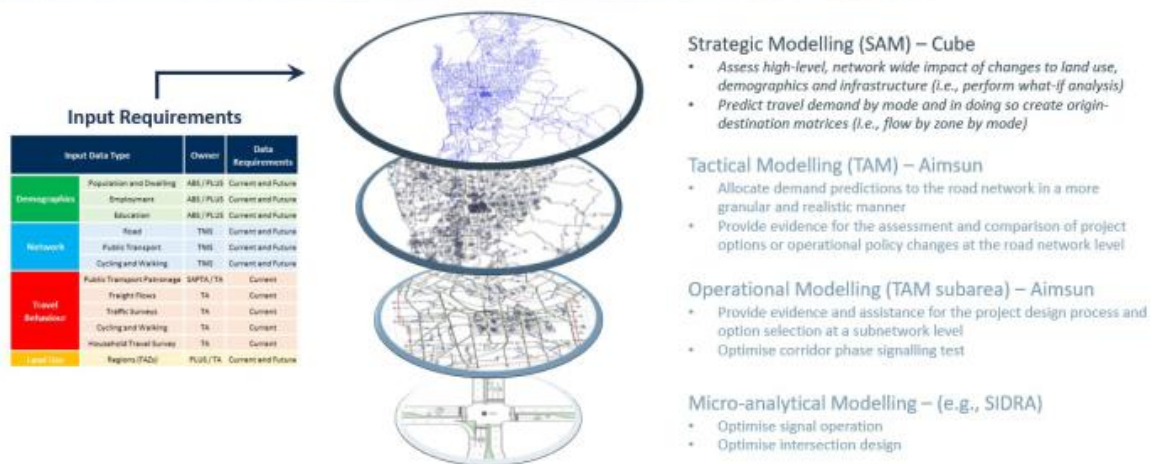 Input Requirements
Input Data Type Owner Data Requirements
Demographics
Population and Dwelling ABS / PLUS Current and Future
Employment ABS / PLUS Current and Future
Education ABS / PLUS Current and Future
Network
Road TMS Current and Future
Public Transport TMS Current and Future
Cycling and Walking TMS Current and Future
Travel Behaviour
Public Transport Patronage SAPTA / TA Current
Freight Flows TA Current
Traffic Surveys TA Current
Cycling and Walking TA Current
Household Travel Survey TA Current
Land Use
Regions (TAZs) PLUS / TA Current and Future
Strategic Modelling (SAM) – Cube
• Assess high-level, network wide impact of changes to land use,
demographics and infrastructure (i.e., perform what-if analysis)
• Predict travel demand by mode and in doing so create origin-
destination matrices (i.e., flow by zone by mode)
Tactical Modelling (TAM) – Aimsun
• Allocate demand predictions to the road network in a more
granular and realistic manner
• Provide evidence for the assessment and comparison of project
options or operational policy changes at the road network level
Operational Modelling (TAM subarea) – Aimsun
• Provide evidence and assistance for the project design process and
option selection at a subnetwork level
• Optimise corridor phase signalling test
Micro-analytical Modelling – (e.g., SIDRA)
• Optimise signal operation
• Optimise intersection design